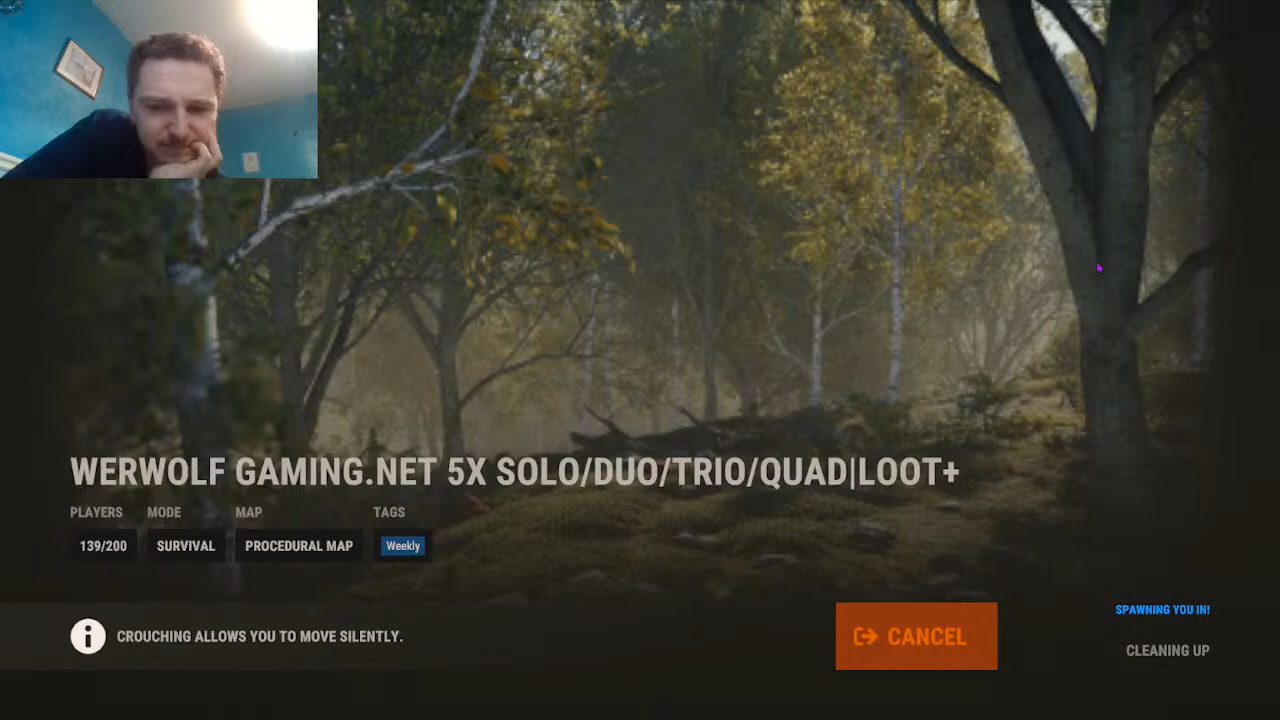 WERWOLF GAMING.NET 5X SOLO/DUO/TRIO/QUAD|LOOT+
PLAYERS MODE MAP TAGS
139/200 SURVIVAL PROCEDURAL MAP Weekly
SPAWNING YOU IN!
CROUCHING ALLOWS YOU TO MOVE SILENTLY.
CANCEL
CLEANING UP